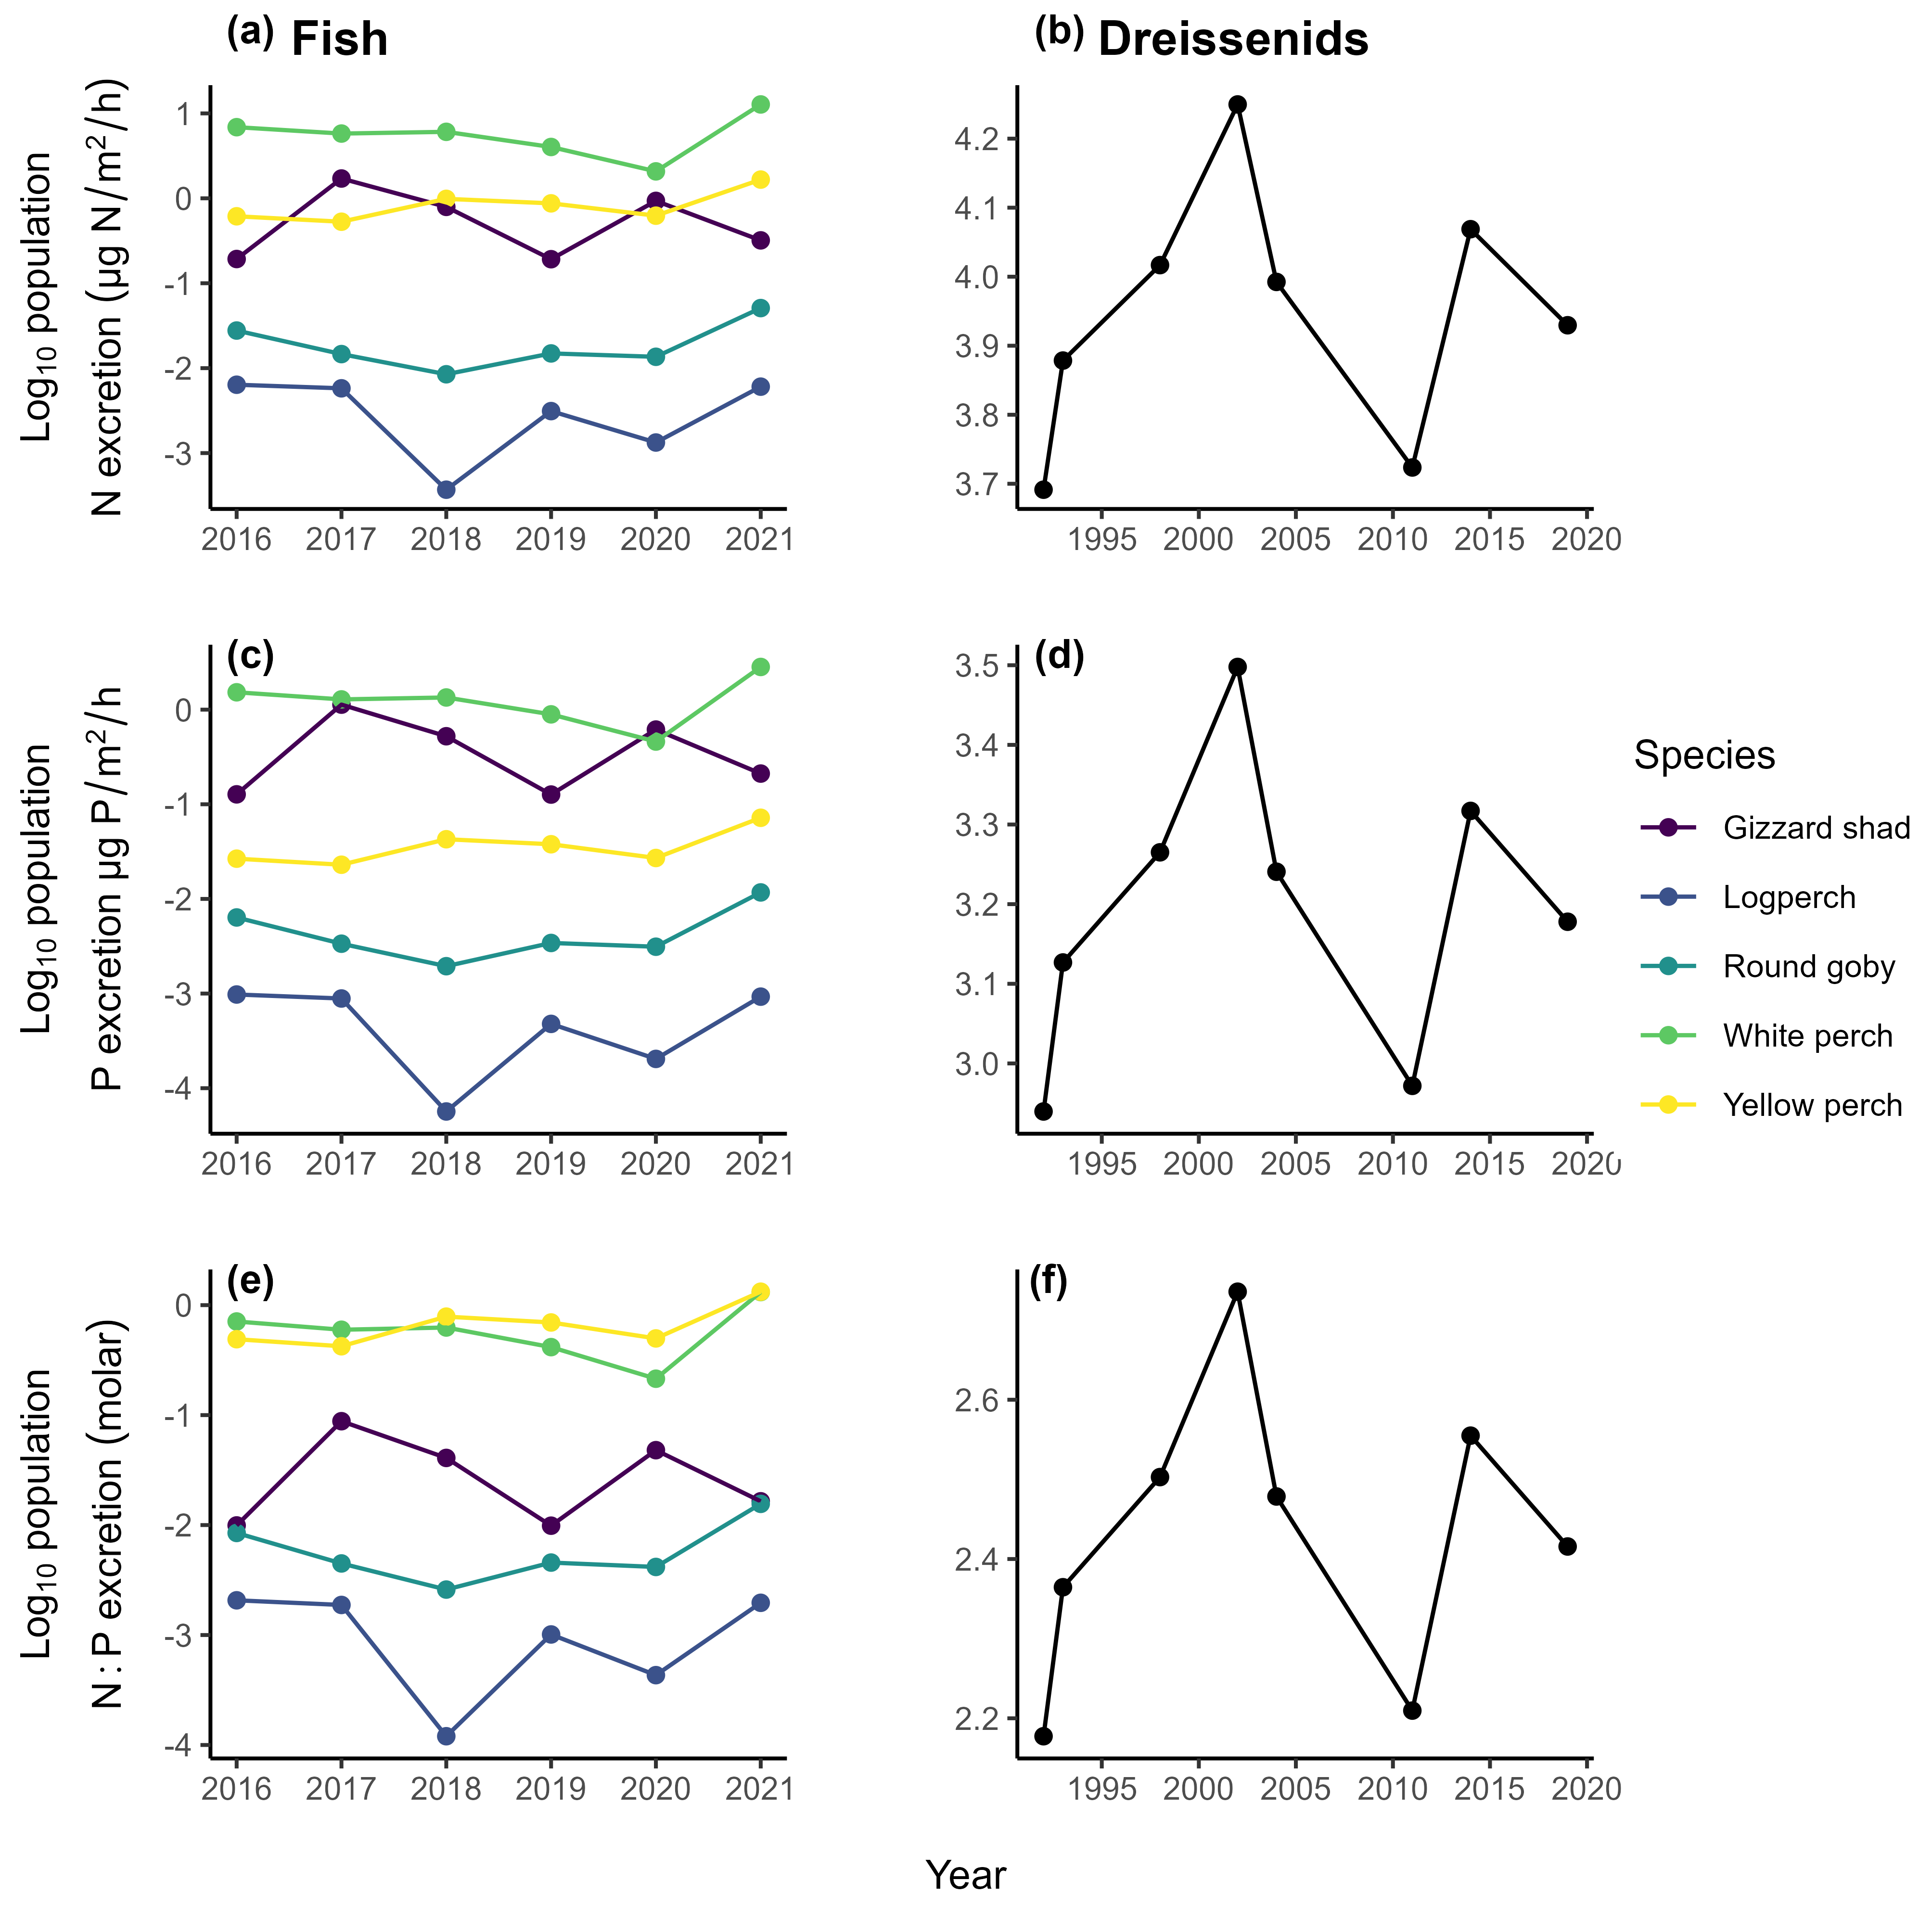 (a) Fish
(b) Dreissenids
Log10 population
N excretion (µg N/m²/h)
1
0
-1
-2
-3
2016 2017 2018 2019 2020 2021
4.2
4.1
4.0
3.9
3.8
3.7
1995 2000 2005 2010 2015 2020
(c)
Log10 population
P excretion µg P/m²/h
0
-1
-2
-3
-4
2016 2017 2018 2019 2020 2021
(d)
3.5
3.4
3.3
3.2
3.1
3.0
1995 2000 2005 2010 2015 2020
Species
Gizzard shad
Logperch
Round goby
White perch
Yellow perch
(e)
Log10 population
N:P excretion (molar)
0
-1
-2
-3
-4
2016 2017 2018 2019 2020 2021
(f)
2.6
2.4
2.2
1995 2000 2005 2010 2015 2020
Year